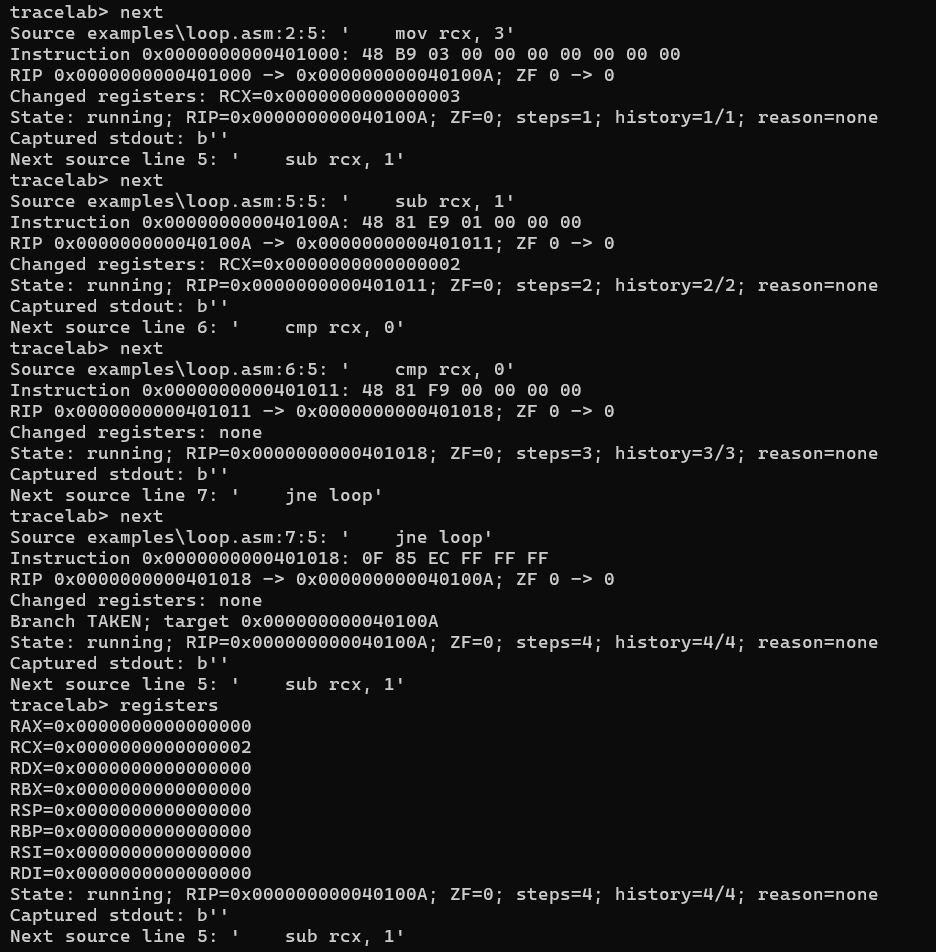 tracelab> next
Source examples\loop.asm:2:5: '    mov rcx, 3'
Instruction 0x0000000000401000: 48 B9 03 00 00 00 00 00 00 00
RIP 0x0000000000401000 -> 0x000000000040100A; ZF 0 -> 0
Changed registers: RCX=0x0000000000000003
State: running; RIP=0x000000000040100A; ZF=0; steps=1; history=1/1; reason=none
Captured stdout: b''
Next source line 5: '    sub rcx, 1'
tracelab> next
Source examples\loop.asm:5:5: '    sub rcx, 1'
Instruction 0x000000000040100A: 48 81 E9 01 00 00 00
RIP 0x000000000040100A -> 0x0000000000401011; ZF 0 -> 0
Changed registers: RCX=0x0000000000000002
State: running; RIP=0x0000000000401011; ZF=0; steps=2; history=2/2; reason=none
Captured stdout: b''
Next source line 6: '    cmp rcx, 0'
tracelab> next
Source examples\loop.asm:6:5: '    cmp rcx, 0'
Instruction 0x0000000000401011: 48 81 F9 00 00 00 00
RIP 0x0000000000401011 -> 0x0000000000401018; ZF 0 -> 0
Changed registers: none
State: running; RIP=0x0000000000401018; ZF=0; steps=3; history=3/3; reason=none
Captured stdout: b''
Next source line 7: '    jne loop'
tracelab> next
Source examples\loop.asm:7:5: '    jne loop'
Instruction 0x0000000000401018: 0F 85 EC FF FF FF
RIP 0x0000000000401018 -> 0x000000000040100A; ZF 0 -> 0
Changed registers: none
Branch TAKEN; target 0x000000000040100A
State: running; RIP=0x000000000040100A; ZF=0; steps=4; history=4/4; reason=none
Captured stdout: b''
Next source line 5: '    sub rcx, 1'
tracelab> registers
RAX=0x0000000000000000
RCX=0x0000000000000002
RDX=0x0000000000000000
RBX=0x0000000000000000
RSP=0x0000000000000000
RBP=0x0000000000000000
RSI=0x0000000000000000
RDI=0x0000000000000000
State: running; RIP=0x000000000040100A; ZF=0; steps=4; history=4/4; reason=none
Captured stdout: b''
Next source line 5: '    sub rcx, 1'